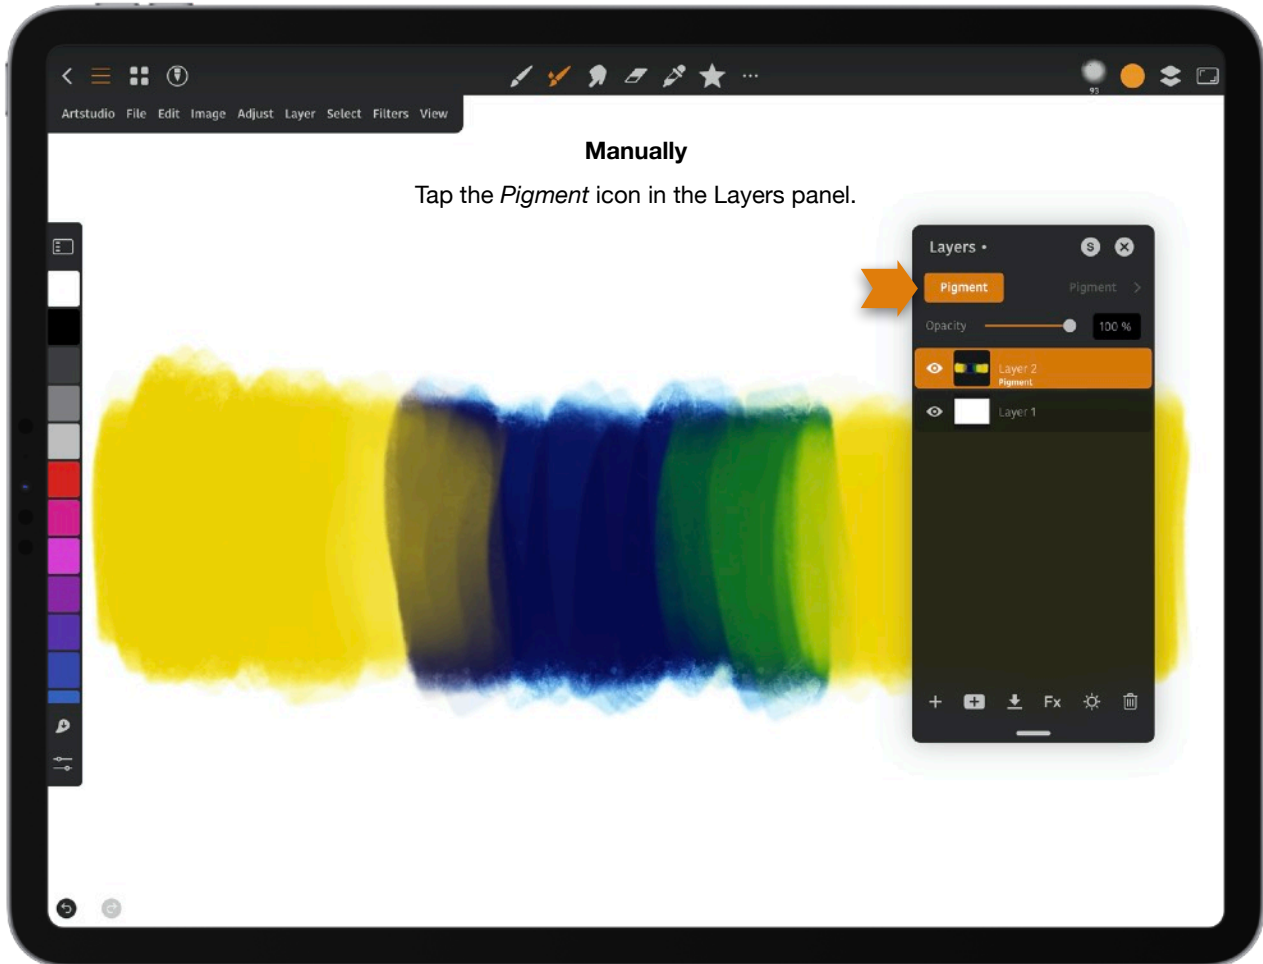 93
Artstudio File Edit Image Adjust Layer Select Filters View
Manually
Tap the Pigment icon in the Layers panel.
Layers •
S
Pigment
Pigment >
Opacity
100 %
Layer 2
Pigment
Layer 1
Fx